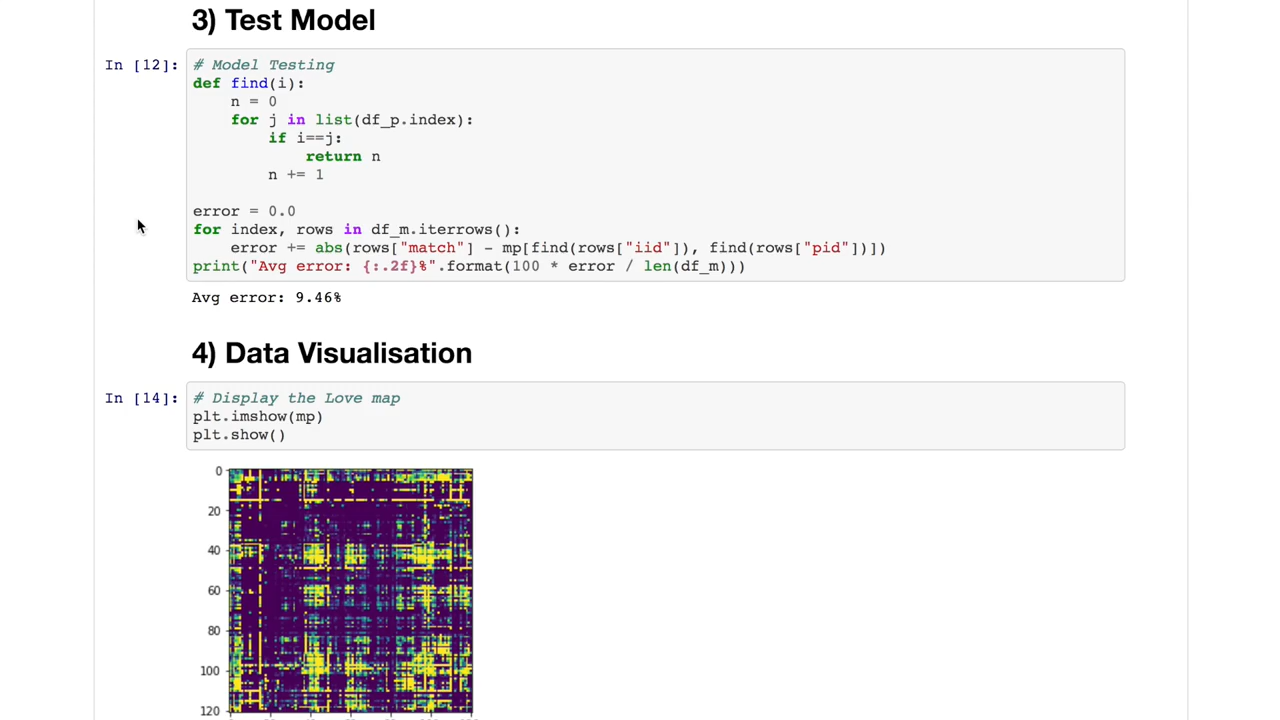 3) Test Model
In [12]:
# Model Testing
def find(i):
    n = 0
    for j in list(df_p.index):
        if i==j:
            return n
        n += 1
error = 0.0
for index, rows in df_m.iterrows():
    error += abs(rows["match"] - mp[find(rows["iid"]), find(rows["pid"])])
print("Avg error: {:.2f}%".format(100 * error / len(df_m)))
Avg error: 9.46%
4) Data Visualisation
In [14]:
# Display the Love map
plt.imshow(mp)
plt.show()
0
20
40
60
80
100
120